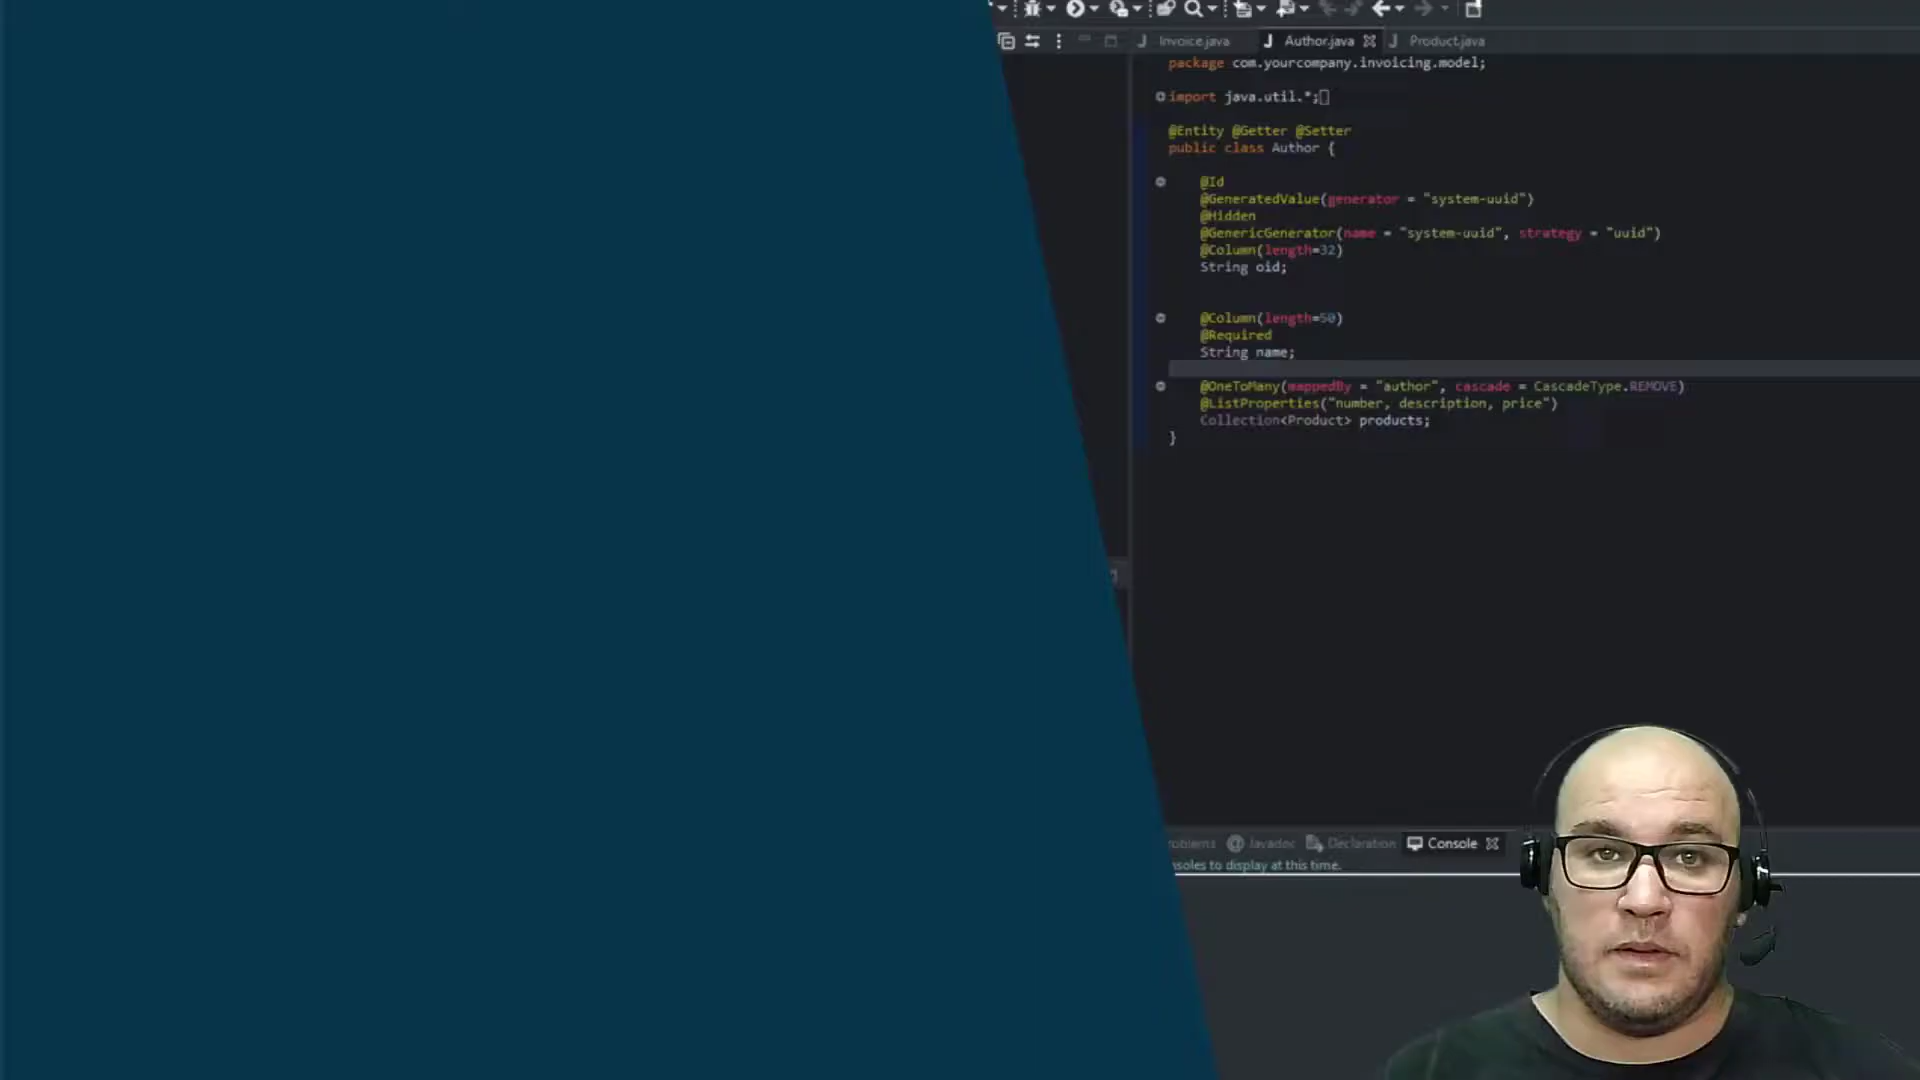 Invoice.java Author.java Product.java
package com.yourcompany.invoicing.model;
import java.util.*;
@Entity @Getter @Setter
public class Author {
@Id
@GeneratedValue(generator = "system-uuid")
@Hidden
@GenericGenerator(name = "system-uuid", strategy = "uuid")
@Column(length=32)
String oid;
@Column(length=50)
@Required
String name;
@OneToMany(mappedBy = "author", cascade = CascadeType.REMOVE)
@ListProperties("number, description, price")
Collection<Product> products;
}
roblems @ Javadoc Declaration Console
nsoles to display at this time.